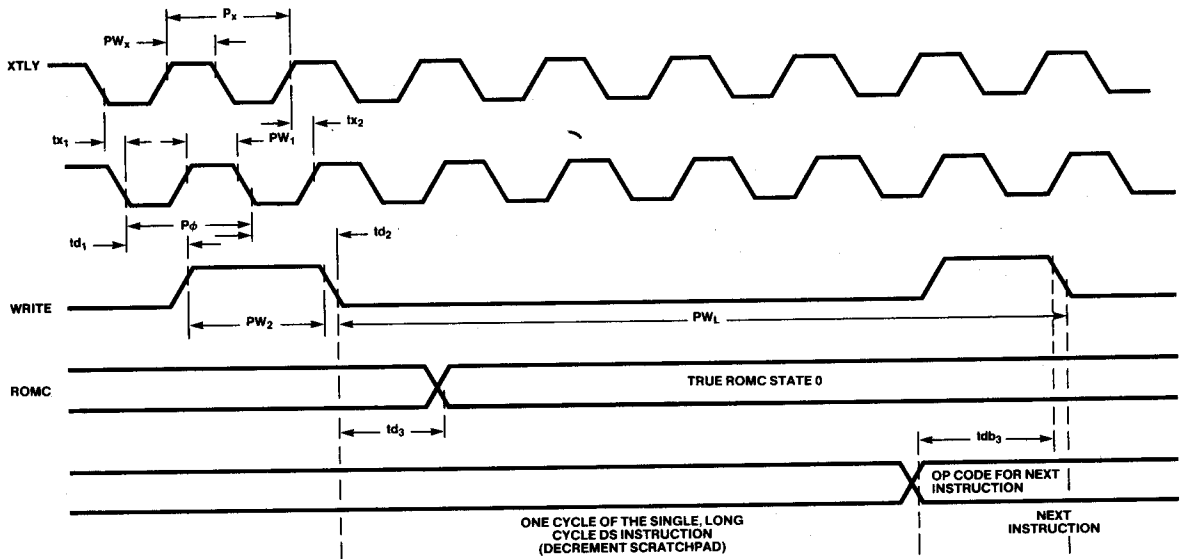 Px
PWx
XTLY
tx1
PW1
tx2
Pϕ
td1
td2
WRITE
PW2
PWL
ROMC
TRUE ROMC STATE 0
td3
tdb3
OP CODE FOR NEXT
INSTRUCTION
ONE CYCLE OF THE SINGLE, LONG
CYCLE DS INSTRUCTION
(DECREMENT SCRATCHPAD)
NEXT
INSTRUCTION